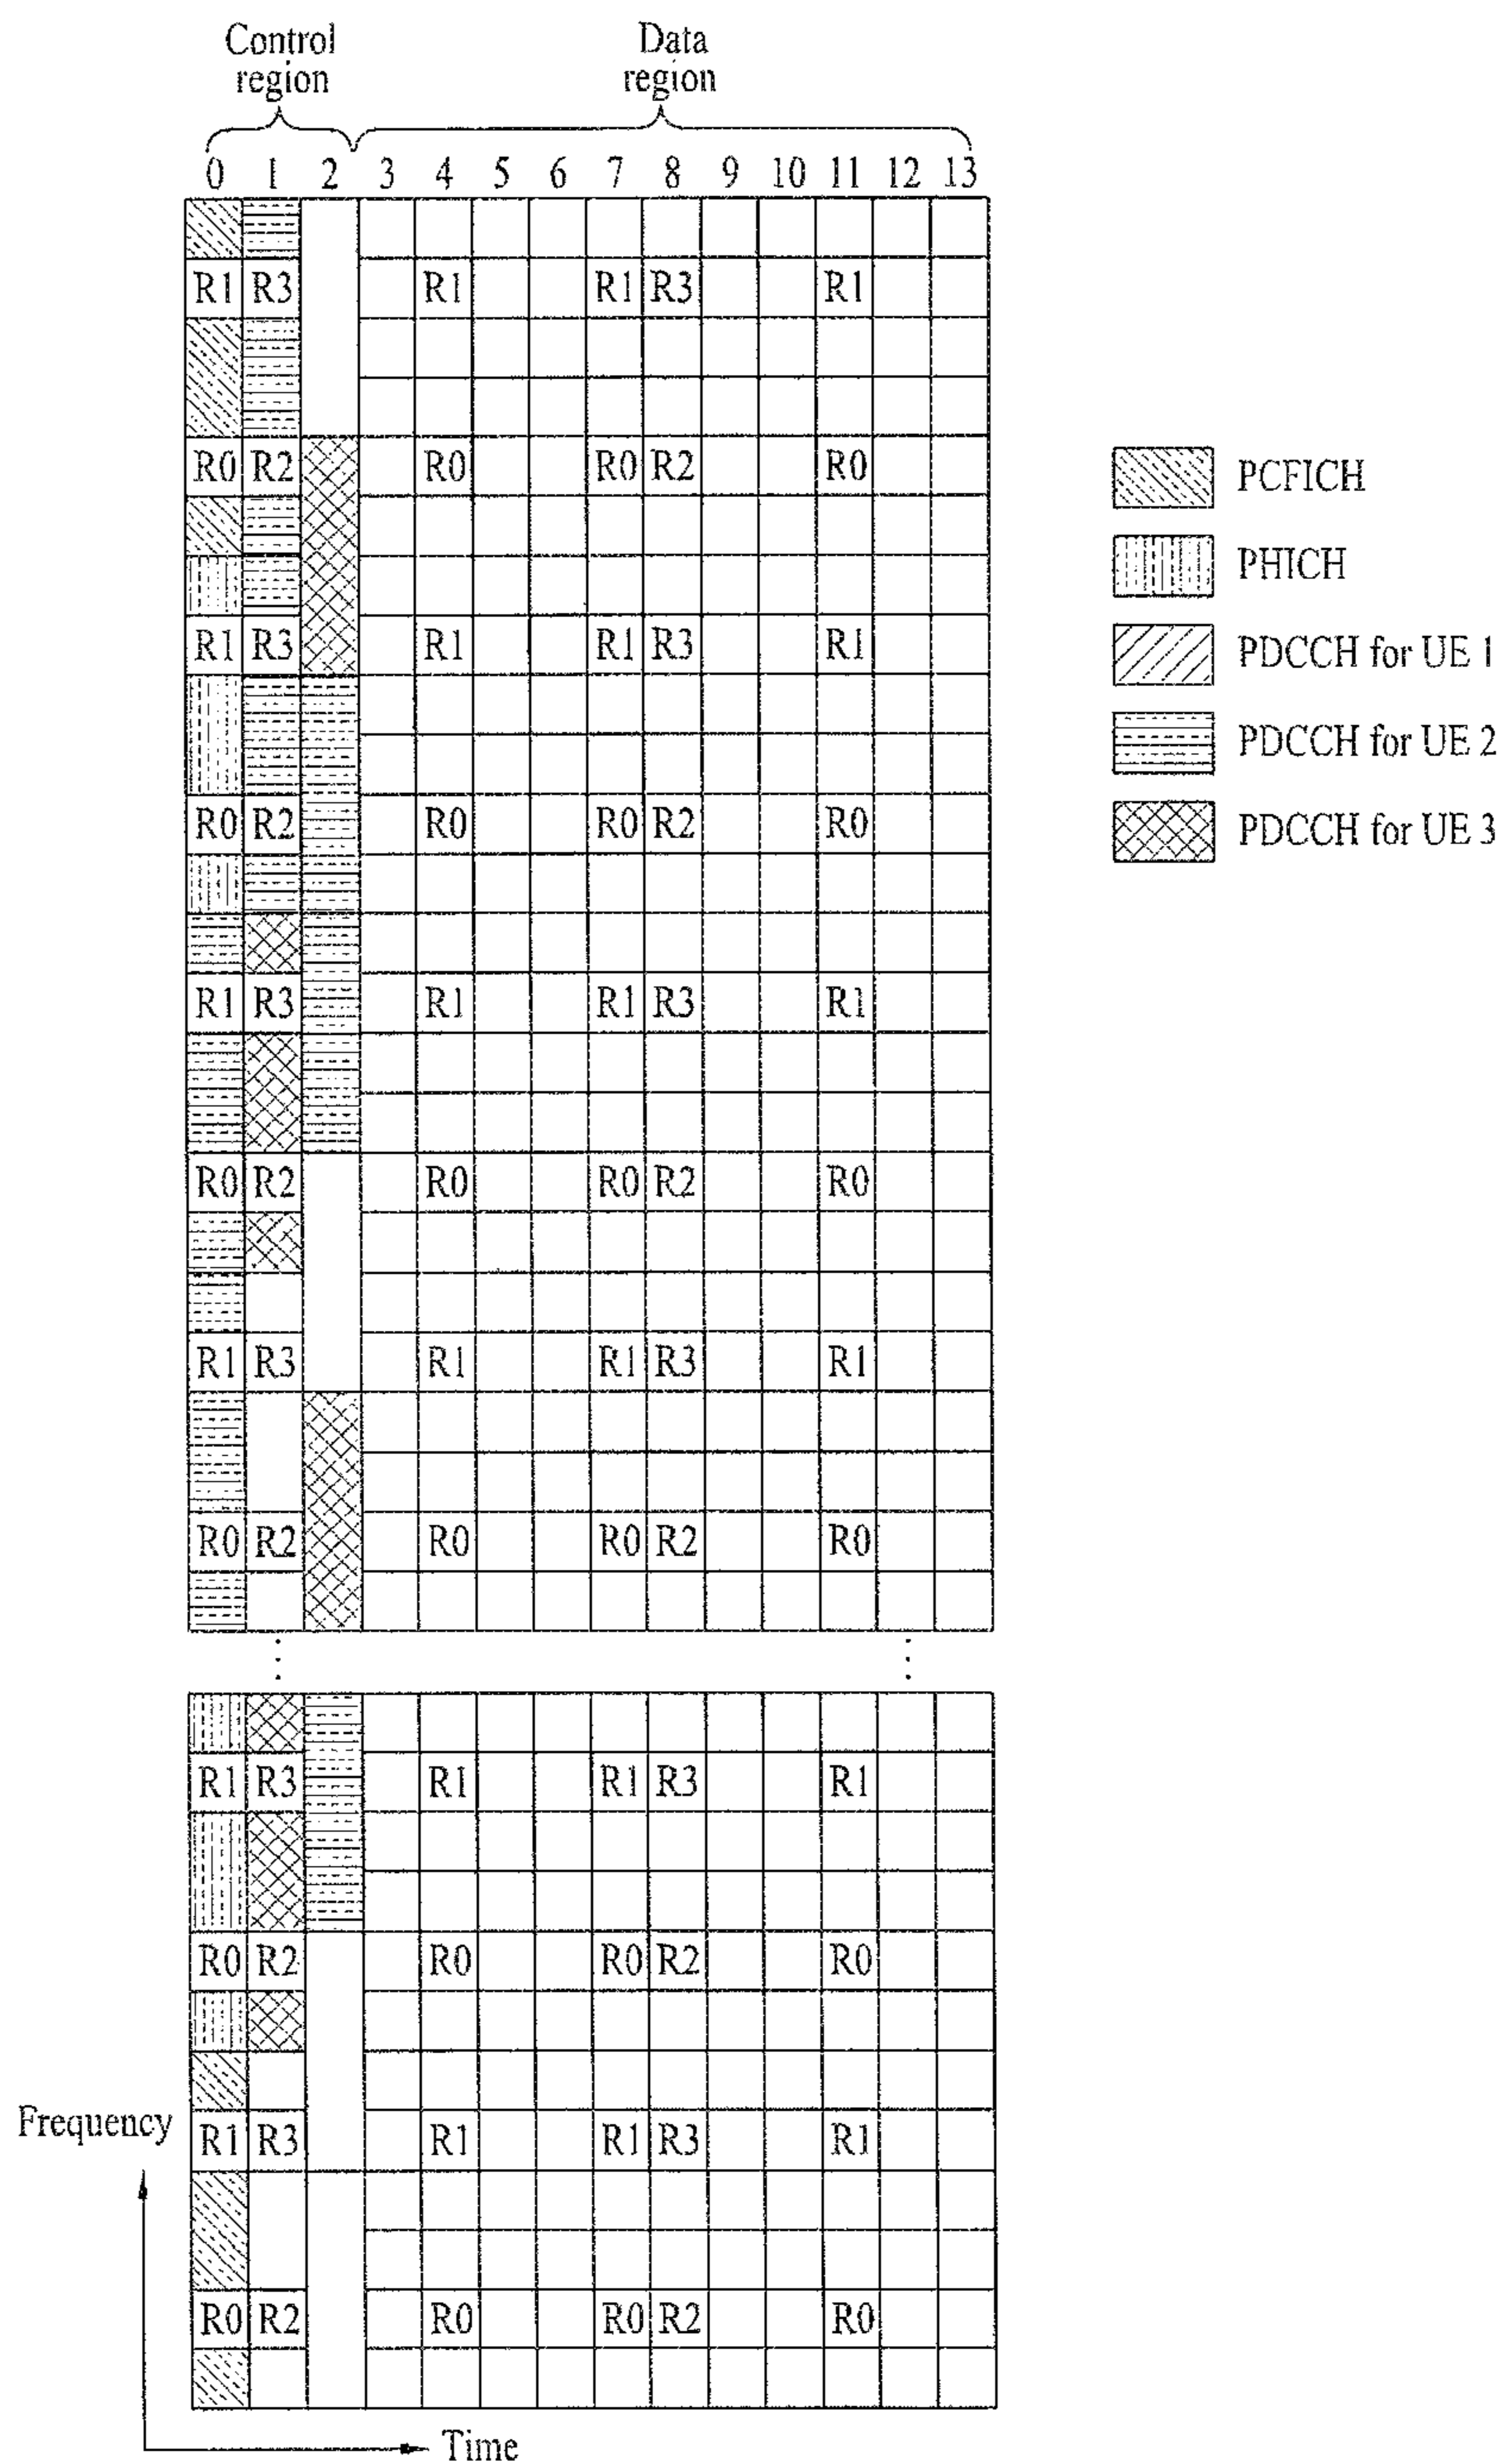 Control
region
Data
region
0 1 2 3 4 5 6 7 8 9 10 11 12 13
R1 R3 R1 R1 R3 R1
R0 R2 R0 R0 R2 R0
R1 R3 R1 R1 R3 R1
R0 R2 R0 R0 R2 R0
R1 R3 R1 R1 R3 R1
R0 R2 R0 R0 R2 R0
R1 R3 R1 R1 R3 R1
R0 R2 R0 R0 R2 R0
R1 R3 R1 R1 R3 R1
R0 R2 R0 R0 R2 R0
R1 R3 R1 R1 R3 R1
R0 R2 R0 R0 R2 R0
PCFICH
PHICH
PDCCH for UE 1
PDCCH for UE 2
PDCCH for UE 3
Frequency
Time